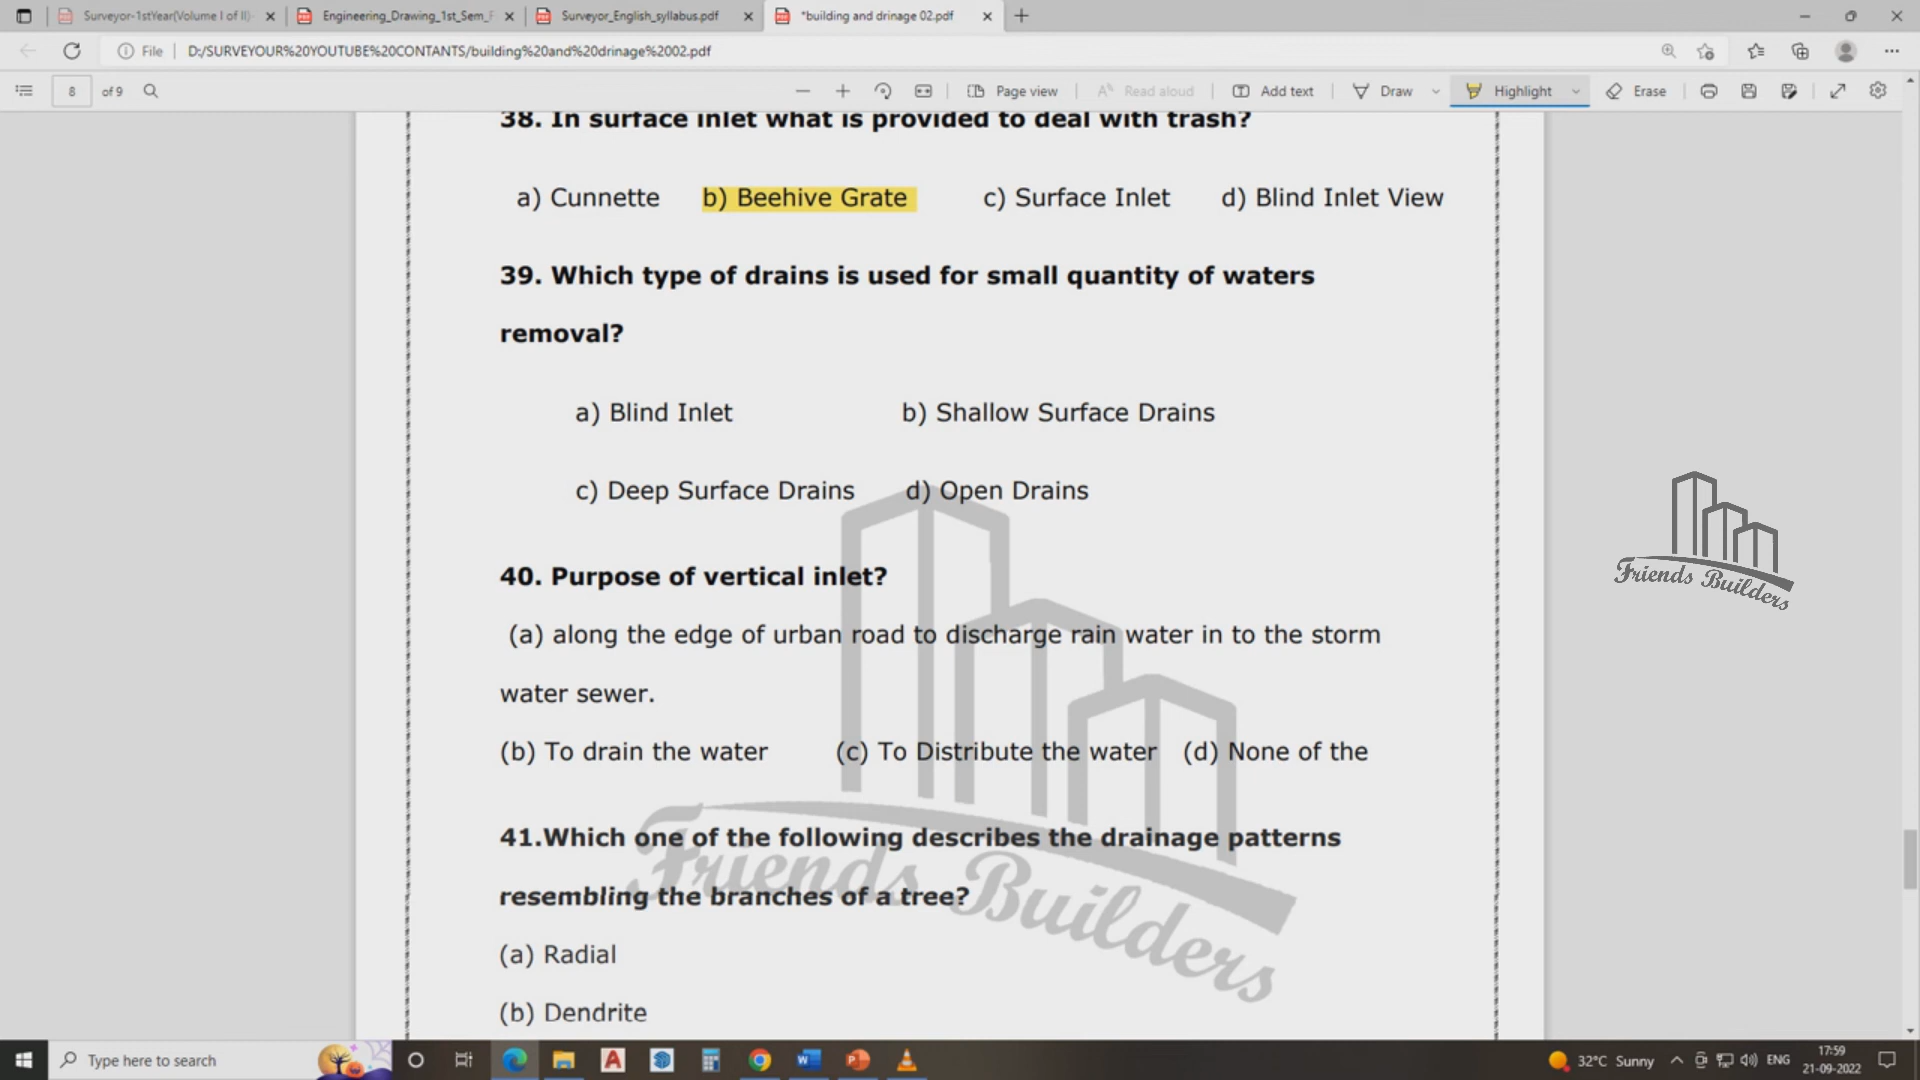 Surveyor-1stYear(Volume I of II)-
Engineering_Drawing_1st_Sem_F
Surveyor_English_syllabus.pdf
*building and drinage 02.pdf
File
D:/SURVEYOUR%20YOUTUBE%20CONTANTS/building%20and%20drinage%2002.pdf
8 of 9
Page view
Read aloud
Add text
Draw
Highlight
Erase
38. In surface inlet what is provided to deal with trash?
a) Cunnette b) Beehive Grate c) Surface Inlet d) Blind Inlet View
39. Which type of drains is used for small quantity of waters
removal?
a) Blind Inlet b) Shallow Surface Drains
c) Deep Surface Drains d) Open Drains
40. Purpose of vertical inlet?
(a) along the edge of urban road to discharge rain water in to the storm
water sewer.
(b) To drain the water (c) To Distribute the water (d) None of the
41.Which one of the following describes the drainage patterns
resembling the branches of a tree?
(a) Radial
(b) Dendrite
Friends Builders
Friends Builders
Type here to search
32°C Sunny
ENG
17:59
21-09-2022